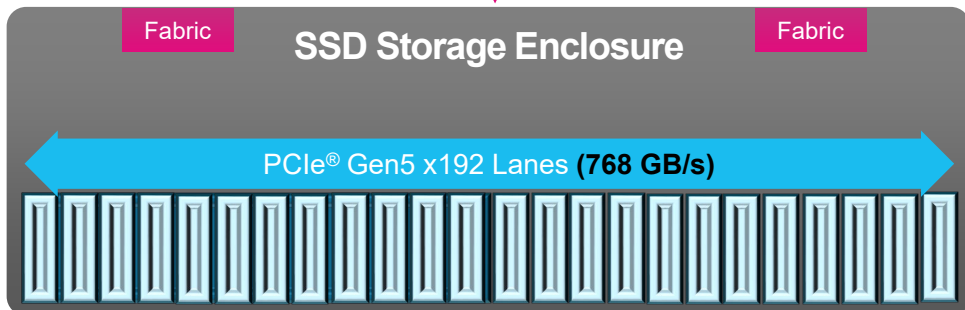 Fabric
SSD Storage Enclosure
Fabric
PCIe® Gen5 x192 Lanes (768 GB/s)